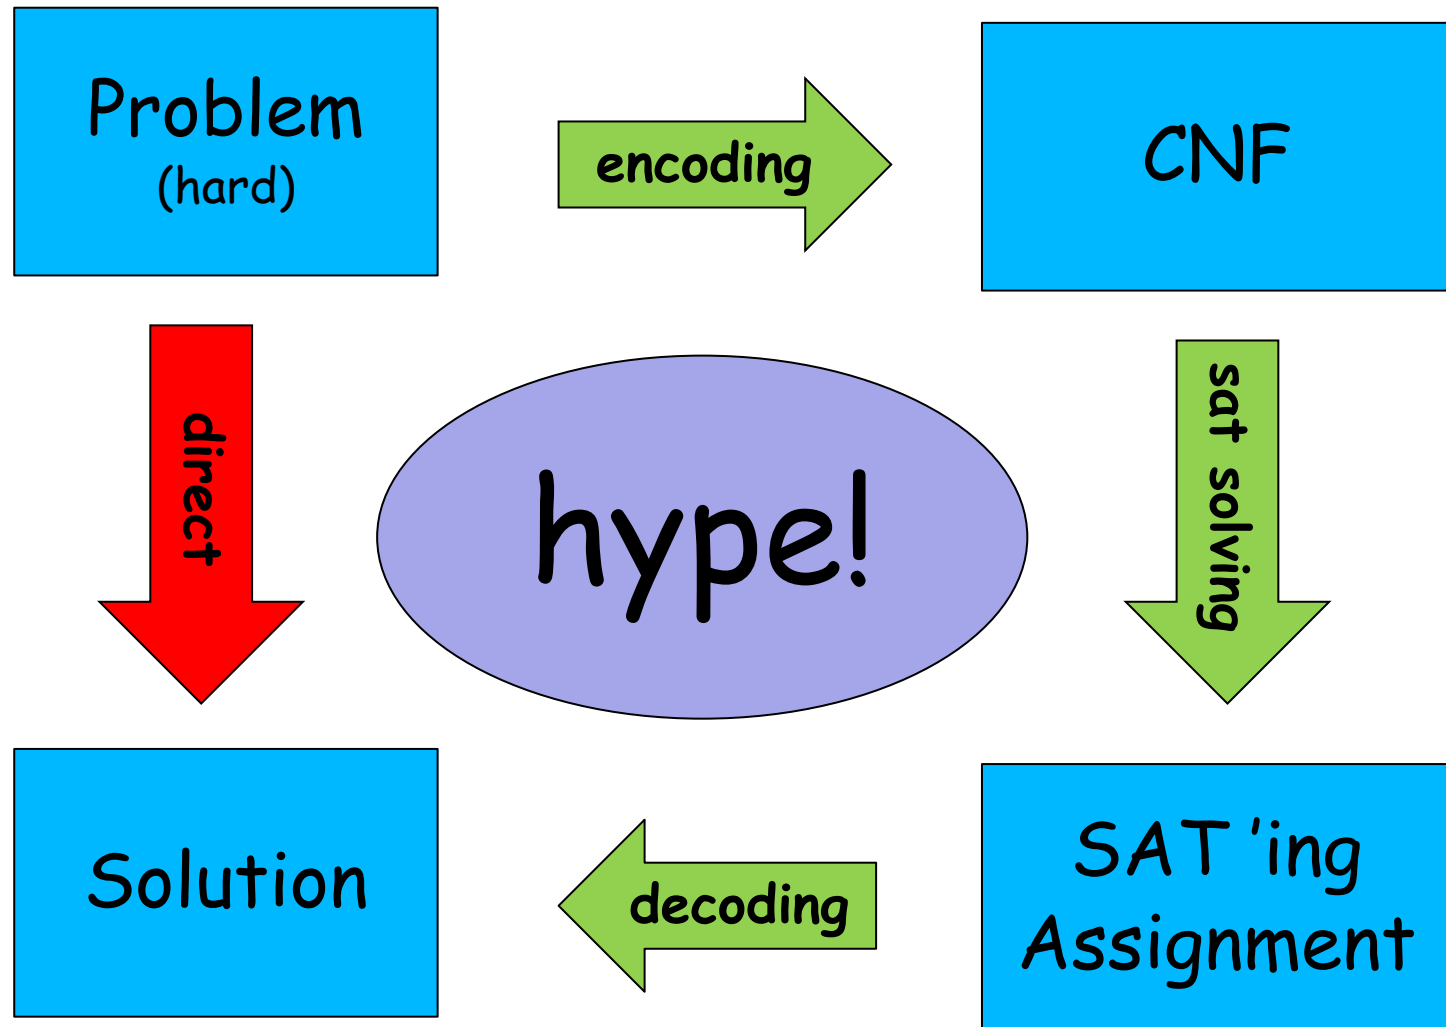 Problem
(hard)
encoding
CNF
direct
hype!
sat solving
Solution
decoding
SAT 'ing
Assignment